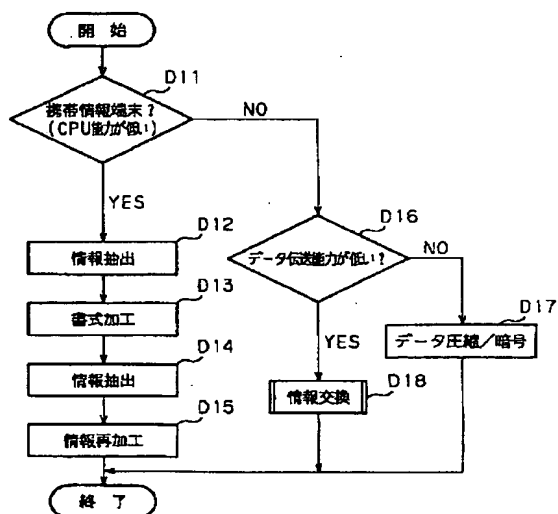 開始
D11
携帯情報端末?
(CPU能力が低い)
NO
YES
D16
D12
データ伝送能力が低い?
情報抽出
NO
D13
D17
書式加工
データ圧縮/暗号
YES
D14
D18
情報抽出
情報交換
D15
情報再加工
終了